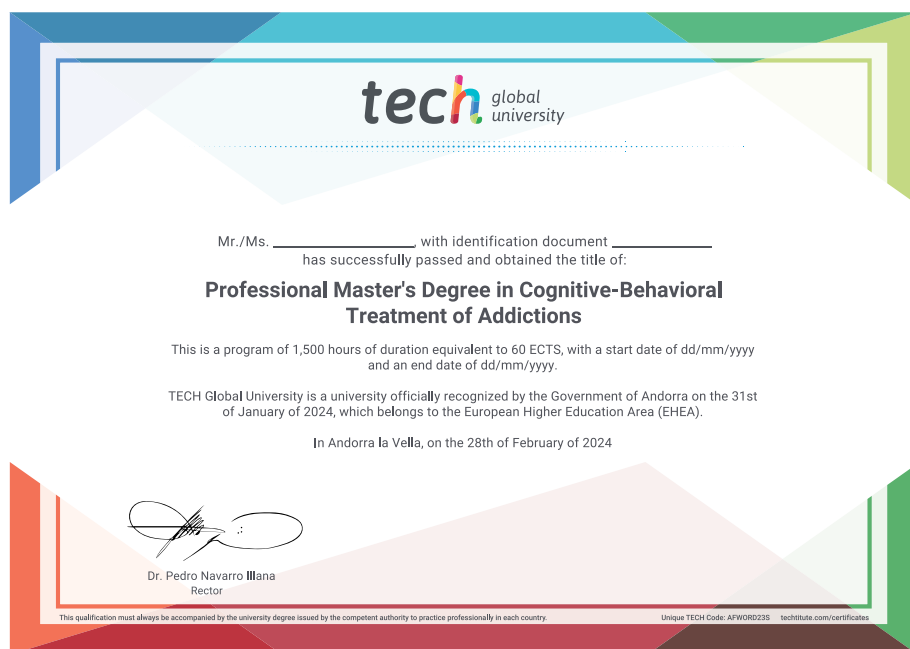 tech global university
Mr./Ms. ____________________, with identification document ______________
has successfully passed and obtained the title of:
Professional Master's Degree in Cognitive-Behavioral
Treatment of Addictions
This is a program of 1,500 hours of duration equivalent to 60 ECTS, with a start date of dd/mm/yyyy
and an end date of dd/mm/yyyy.
TECH Global University is a university officially recognized by the Government of Andorra on the 31st
of January of 2024, which belongs to the European Higher Education Area (EHEA).
In Andorra la Vella, on the 28th of February of 2024
Dr. Pedro Navarro Illana
Rector
This qualification must always be accompanied by the university degree issued by the competent authority to practice professionally in each country.
Unique TECH Code: AFWORD23S techtitute.com/certificates